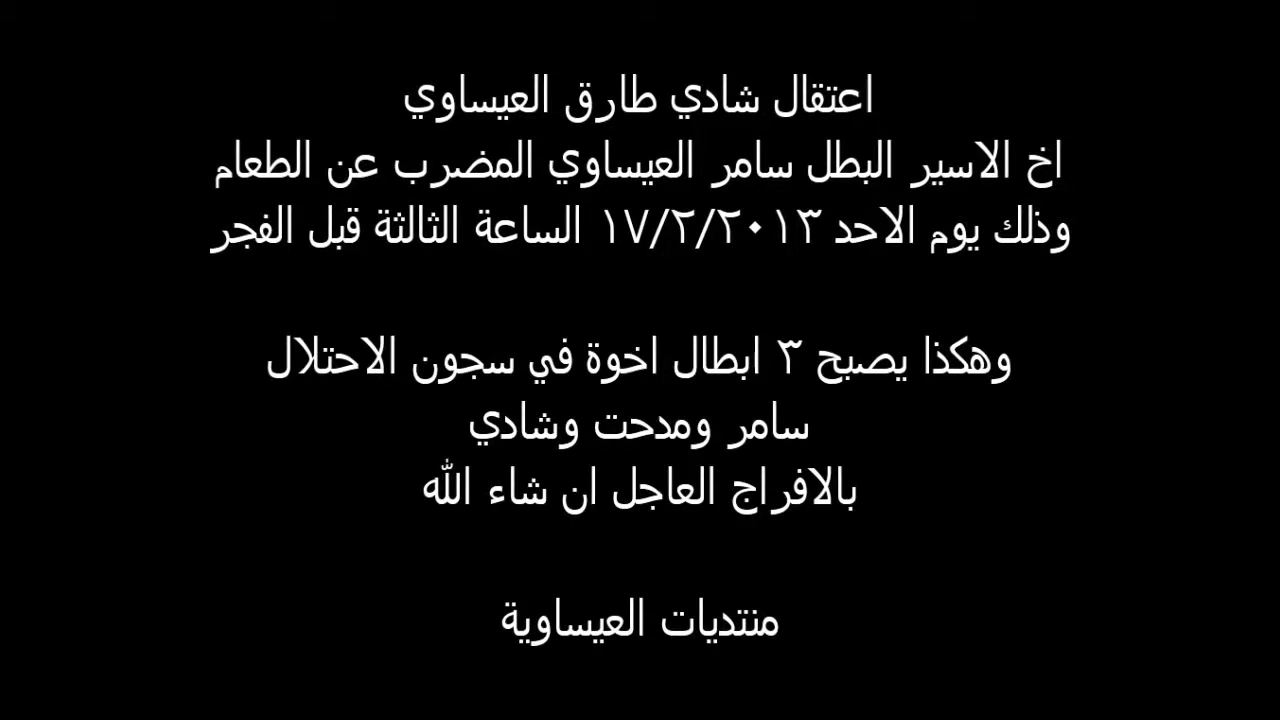 اعتقال شادي طارق العيساوي
اخ الاسير البطل سامر العيساوي المضرب عن الطعام
وذلك يوم الاحد ١٧/٢/٢٠١٣ الساعة الثالثة قبل الفجر
وهكذا يصبح ٣ ابطال اخوة في سجون الاحتلال
سامر ومدحت وشادي
بالافراج العاجل ان شاء الله
منتديات العيساوية